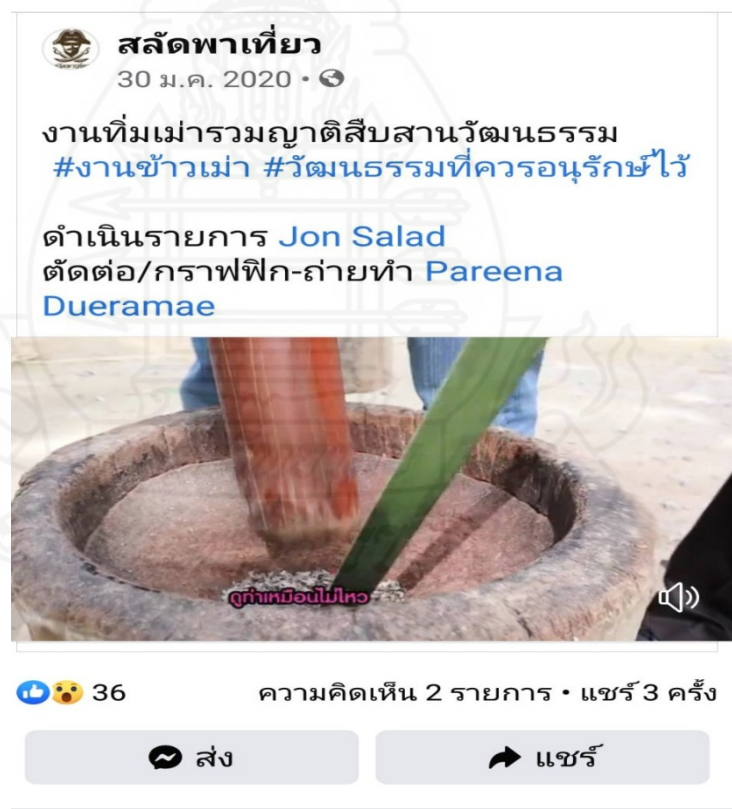 สลัดพาเที่ยว
30 ม.ค. 2020 •
งานทิ่มเม่ารวมญาติสืบสานวัฒนธรรม
#งานข้าวเม่า #วัฒนธรรมที่ควรอนุรักษ์ไว้
ดำเนินรายการ Jon Salad
ตัดต่อ/กราฟฟิก-ถ่ายทำ Pareena
Dueramae
ดูท่าเหมือนไม่ไหว
36
ความคิดเห็น 2 รายการ • แชร์ 3 ครั้ง
ส่ง
แชร์